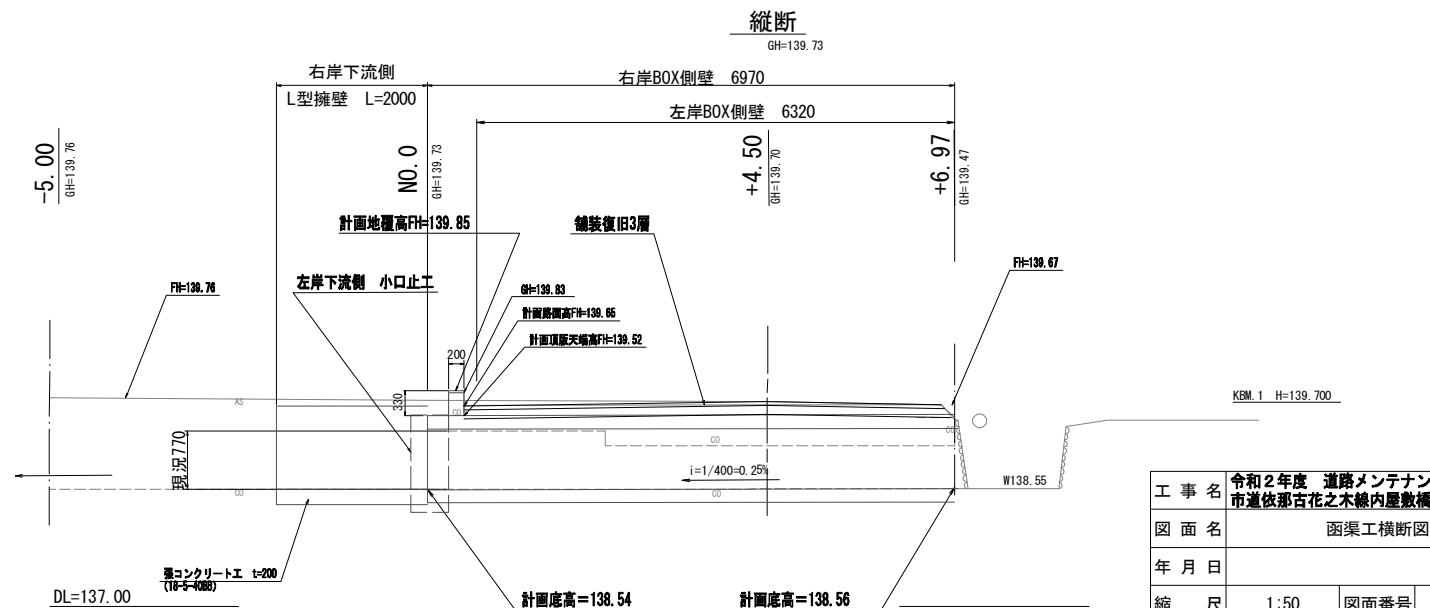 縦断
GH=139.73
右岸下流側
L型擁壁 L=2000
右岸BOX側壁 6970
左岸BOX側壁 6320
-5.00
GH=139.76
NO.0
GH=139.73
+4.50
GH=139.70
+6.97
GH=139.47
計画地覆高FH=139.85
舗装復旧3層
FH=139.67
FH=139.76
左岸下流側 小口止工
GH=139.83
計画路面高FH=139.65
計画頂版天端高FH=139.52
200
330
AS
CO
CO
CO
KBM.1 H=139.700
現況770
i=1/400=0.25%
W138.55
CO
CO
張コンクリート工 t=200
(18-5-40BB)
DL=137.00
計画底高=138.54
計画底高=138.56
工事名
令和2年度 道路メンテナン
市道依那古花之木線内屋敷橋
図面名
函渠工横断図
年月日
縮尺
1:50
図面番号